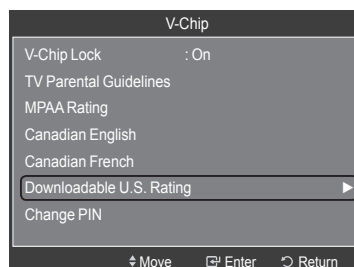 V-Chip
V-Chip Lock : On
TV Parental Guidelines
MPAA Rating
Canadian English
Canadian French
Downloadable U.S. Rating
Change PIN
Move Enter Return